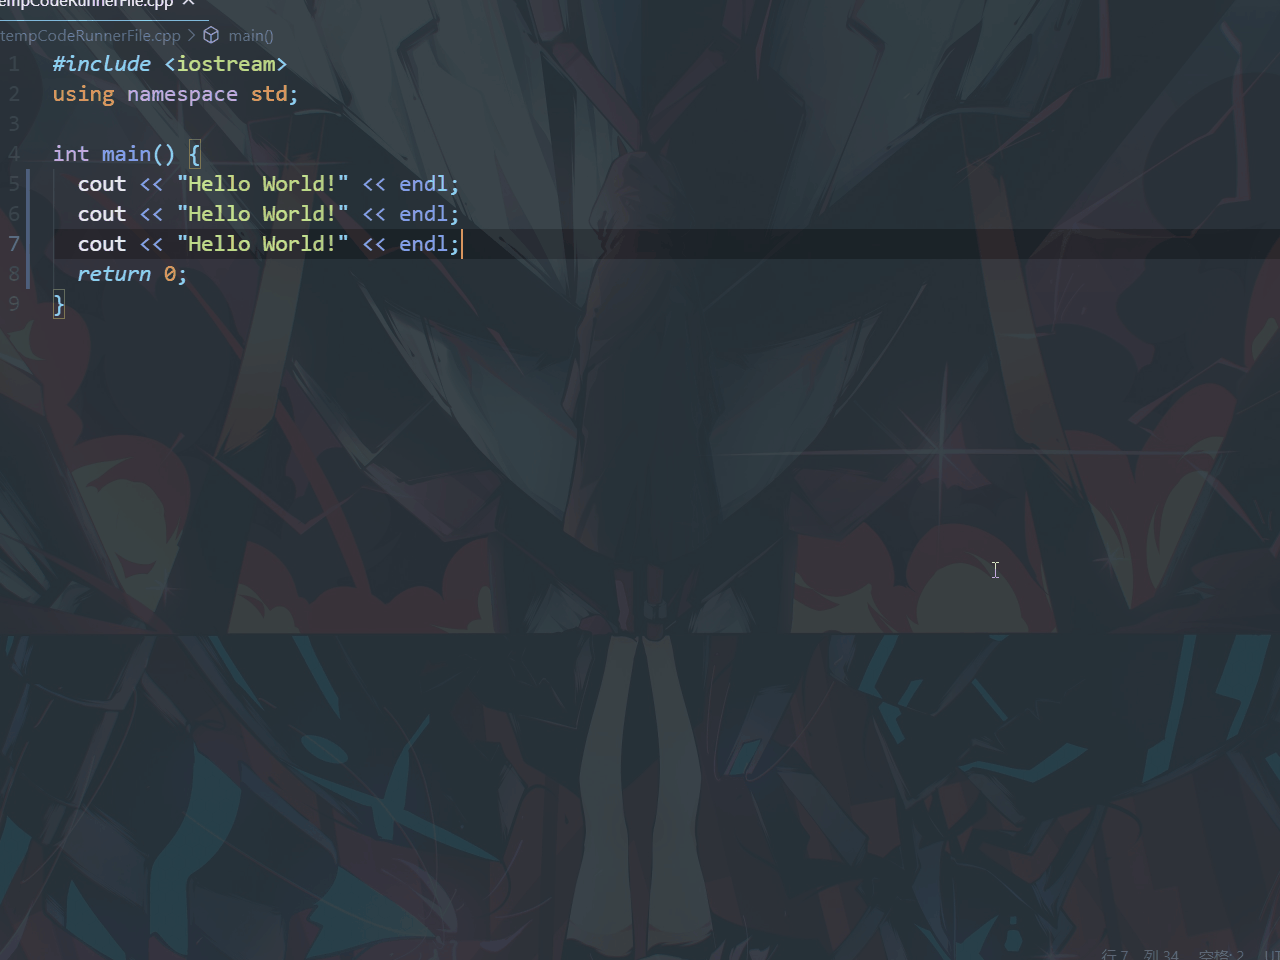 tempCodeRunnerFile.cpp ×
tempCodeRunnerFile.cpp > main()
1 #include <iostream>
2 using namespace std;
3
4 int main() {
5 cout << "Hello World!" << endl;
6 cout << "Hello World!" << endl;
7 cout << "Hello World!" << endl;
8 return 0;
9 }
行 7, 列 34 空格: 2 UT